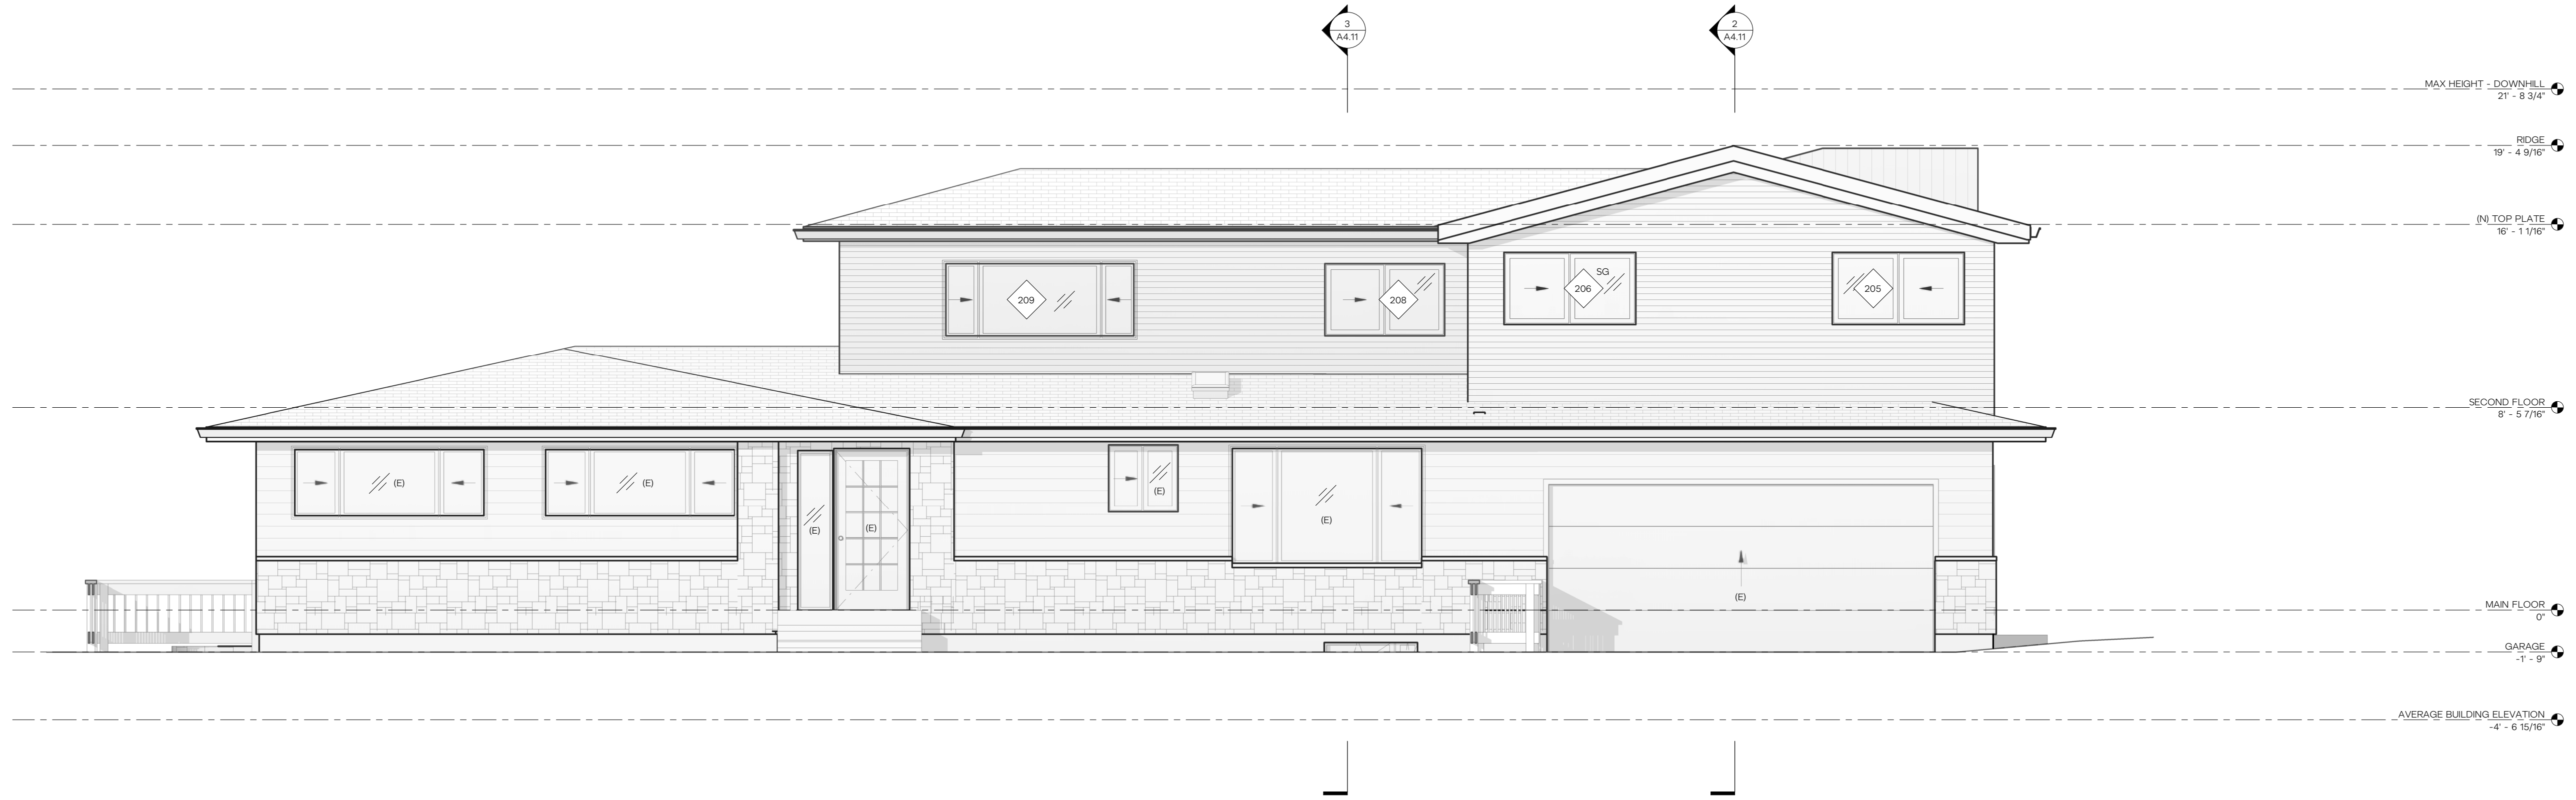 3
A4.11
2
A4.11
MAX HEIGHT - DOWNHILL
21' - 8 3/4"
RIDGE
19' - 4 9/16"
(N) TOP PLATE
16' - 1 1/16"
209
208
SG
206
205
SECOND FLOOR
8' - 5 7/16"
(E)
(E)
(E)
(E)
(E)
(E)
(E)
MAIN FLOOR
0"
GARAGE
-1' - 9"
AVERAGE BUILDING ELEVATION
-4' - 6 15/16"